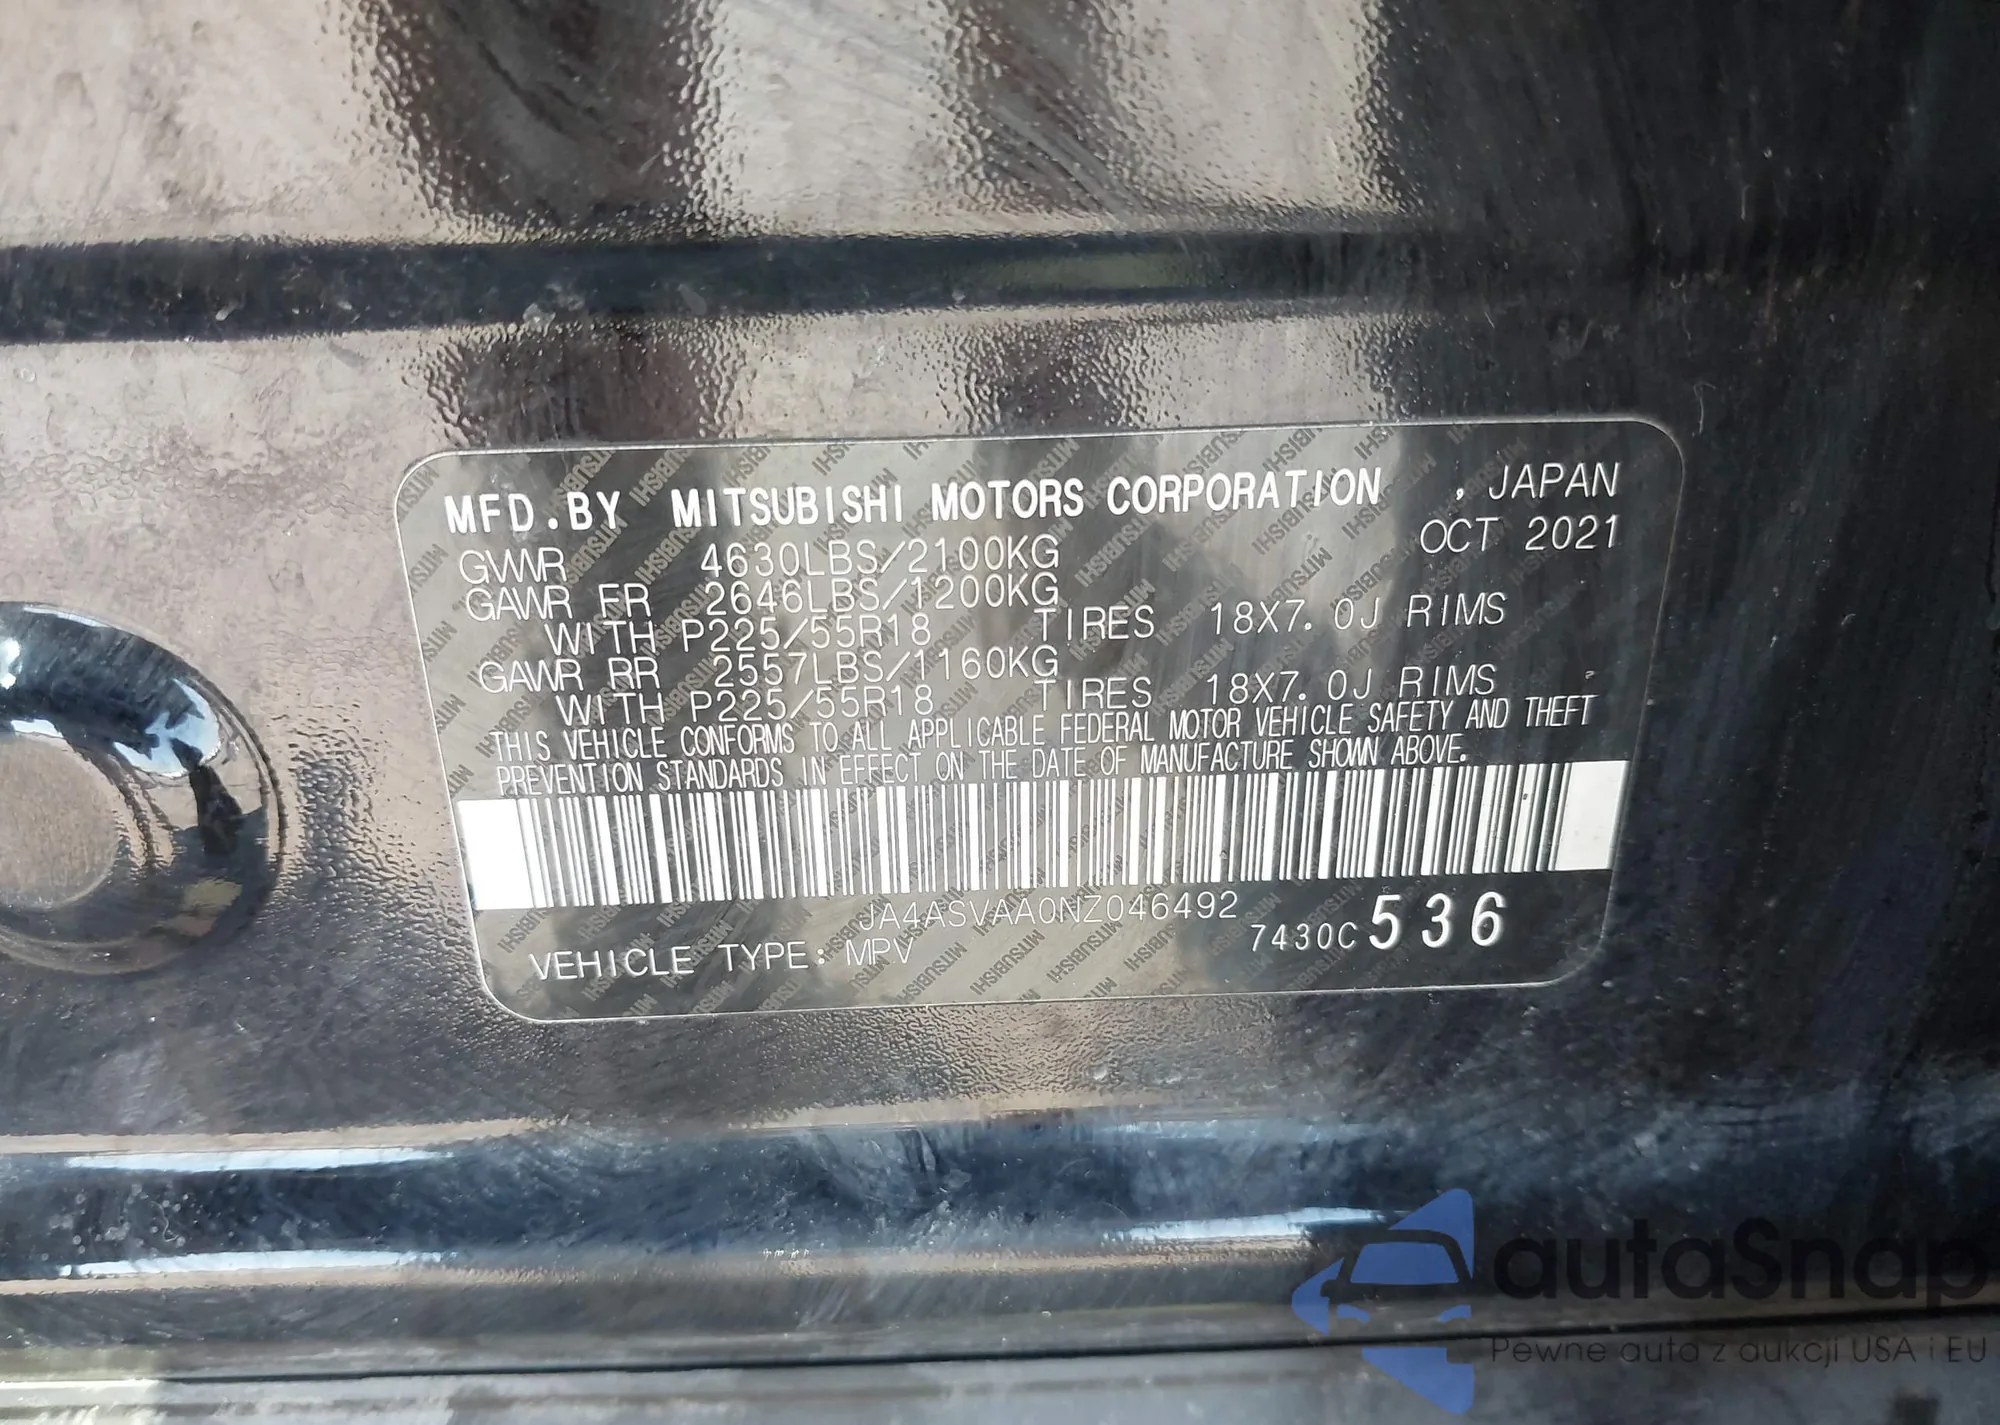 MFD.BY MITSUBISHI MOTORS CORPORATION , JAPAN
OCT 2021
GVWR 4630LBS/2100KG
GAWR FR 2646LBS/1200KG
WITH P225/55R18 TIRES 18X7.0J RIMS
GAWR RR 2557LBS/1160KG
WITH P225/55R18 TIRES 18X7.0J RIMS
THIS VEHICLE CONFORMS TO ALL APPLICABLE FEDERAL MOTOR VEHICLE SAFETY AND THEFT
PREVENTION STANDARDS IN EFFECT ON THE DATE OF MANUFACTURE SHOWN ABOVE.
JA4ASVAA0NZ046492
7430C 536
VEHICLE TYPE: MPV
autaSnap
Pewne auta z aukcji USA i EU